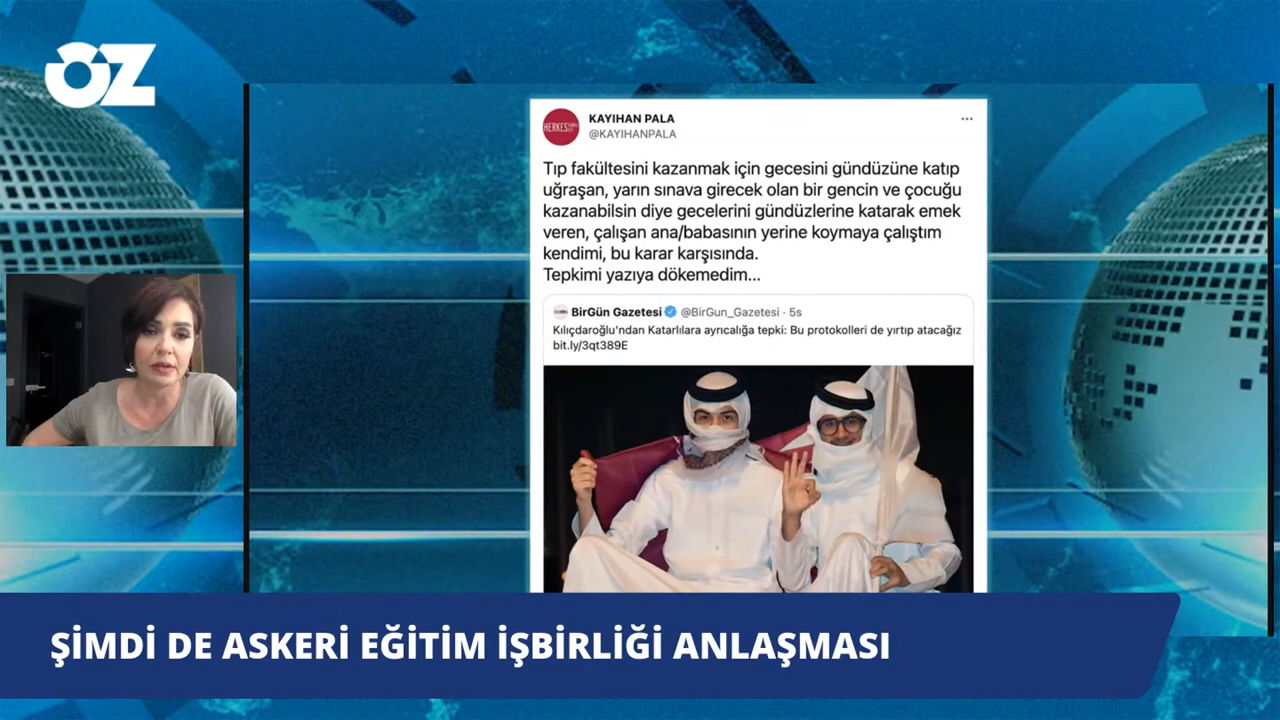 ÖZ
KAYIHAN PALA
@KAYIHANPALA
Tıp fakültesini kazanmak için gecesini gündüzüne katıp
uğraşan, yarın sınava girecek olan bir gencin ve çocuğu
kazanabilsin diye gecelerini gündüzlerine katarak emek
veren, çalışan ana/babasının yerine koymaya çalıştım
kendimi, bu karar karşısında.
Tepkimi yazıya dökemedim...
BirGün Gazetesi @BirGun_Gazetesi · 5s
Kılıçdaroğlu'ndan Katarlılara ayrıcalığa tepki: Bu protokolleri de yırtıp atacağız
bit.ly/3qt389E
ŞİMDİ DE ASKERİ EĞİTİM İŞBİRLİĞİ ANLAŞMASI